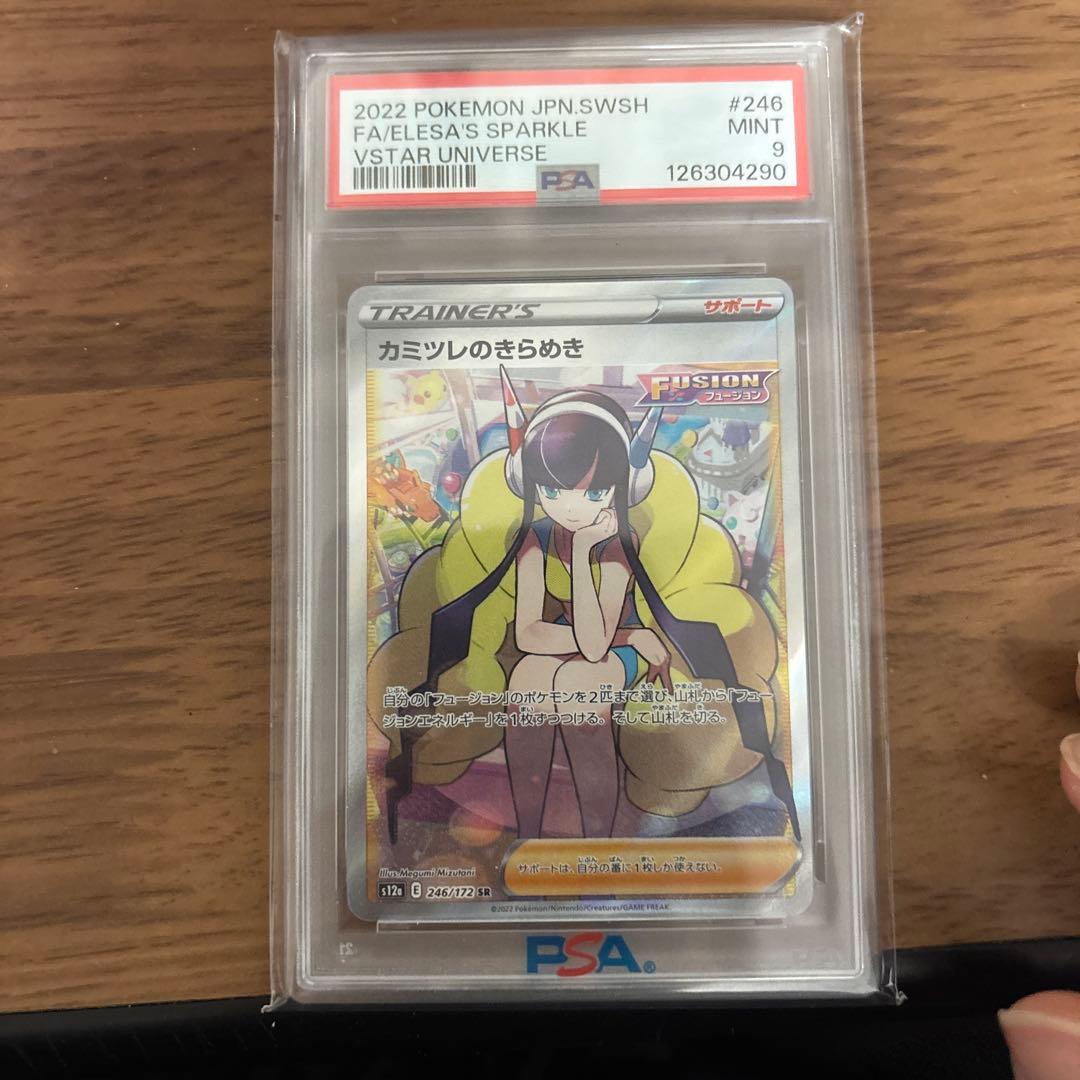 2022 POKEMON JPN.SWSH #246
FA/ELESA'S SPARKLE MINT
VSTAR UNIVERSE 9
PSA 126304290
TRAINER'S サポート
カミツレのきらめき
FUSION
フュージョン
自分の「フュージョン」のポケモンを2匹まで選び、山札から「フュー
ジョンエネルギー」を1枚ずつつける。そして山札を切る。
サポートは、自分の番に1枚しか使えない。
Illus.Megumi Mizutani
s12a E 246/172 SR
©2022 Pokémon/Nintendo/Creatures/GAME FREAK
PSA®